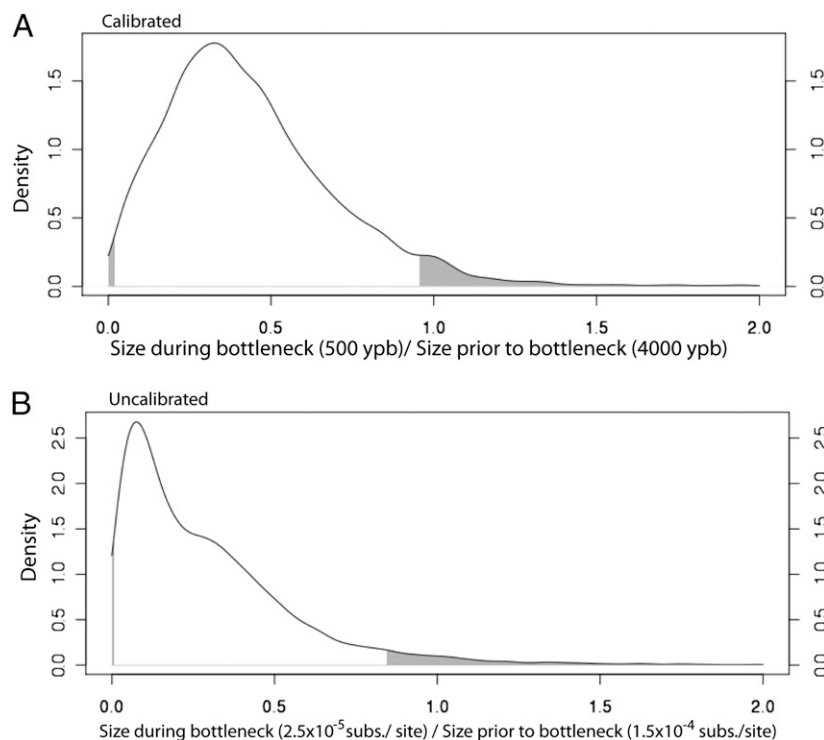 A
Calibrated
Density
0.0 0.5 1.0 1.5
0.0 0.5 1.0 1.5
0.0 0.5 1.0 1.5 2.0
Size during bottleneck (500 ypb)/ Size prior to bottleneck (4000 ypb)
B
Uncalibrated
Density
0.0 0.5 1.0 1.5 2.0 2.5
0.0 0.5 1.0 1.5 2.0 2.5
0.0 0.5 1.0 1.5 2.0
Size during bottleneck (2.5x10⁻⁵ subs./ site) / Size prior to bottleneck (1.5x10⁻⁴ subs./site)